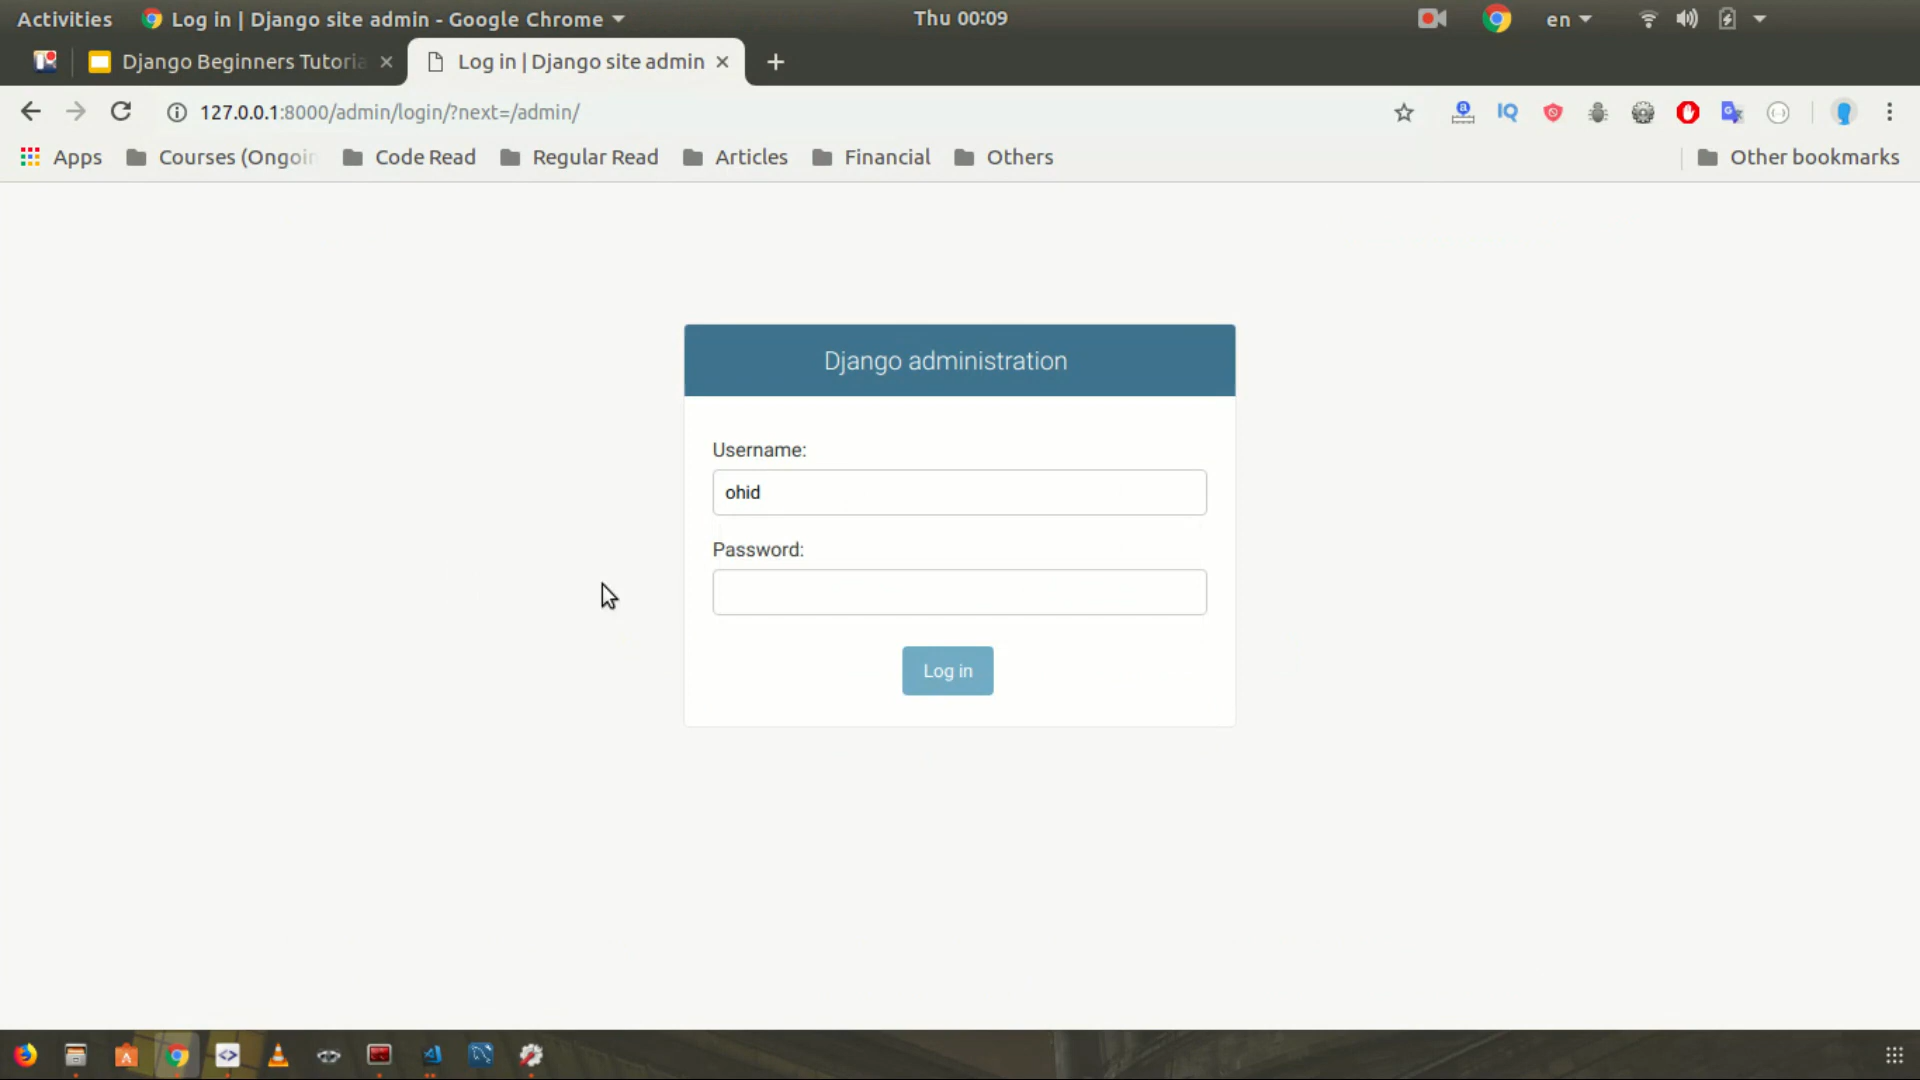 Activities Log in | Django site admin - Google Chrome Thu 00:09 en
Django Beginners Tutoria Log in | Django site admin
127.0.0.1:8000/admin/login/?next=/admin/
Apps Courses (Ongoin Code Read Regular Read Articles Financial Others Other bookmarks
Django administration
Username:
ohid
Password:
Log in